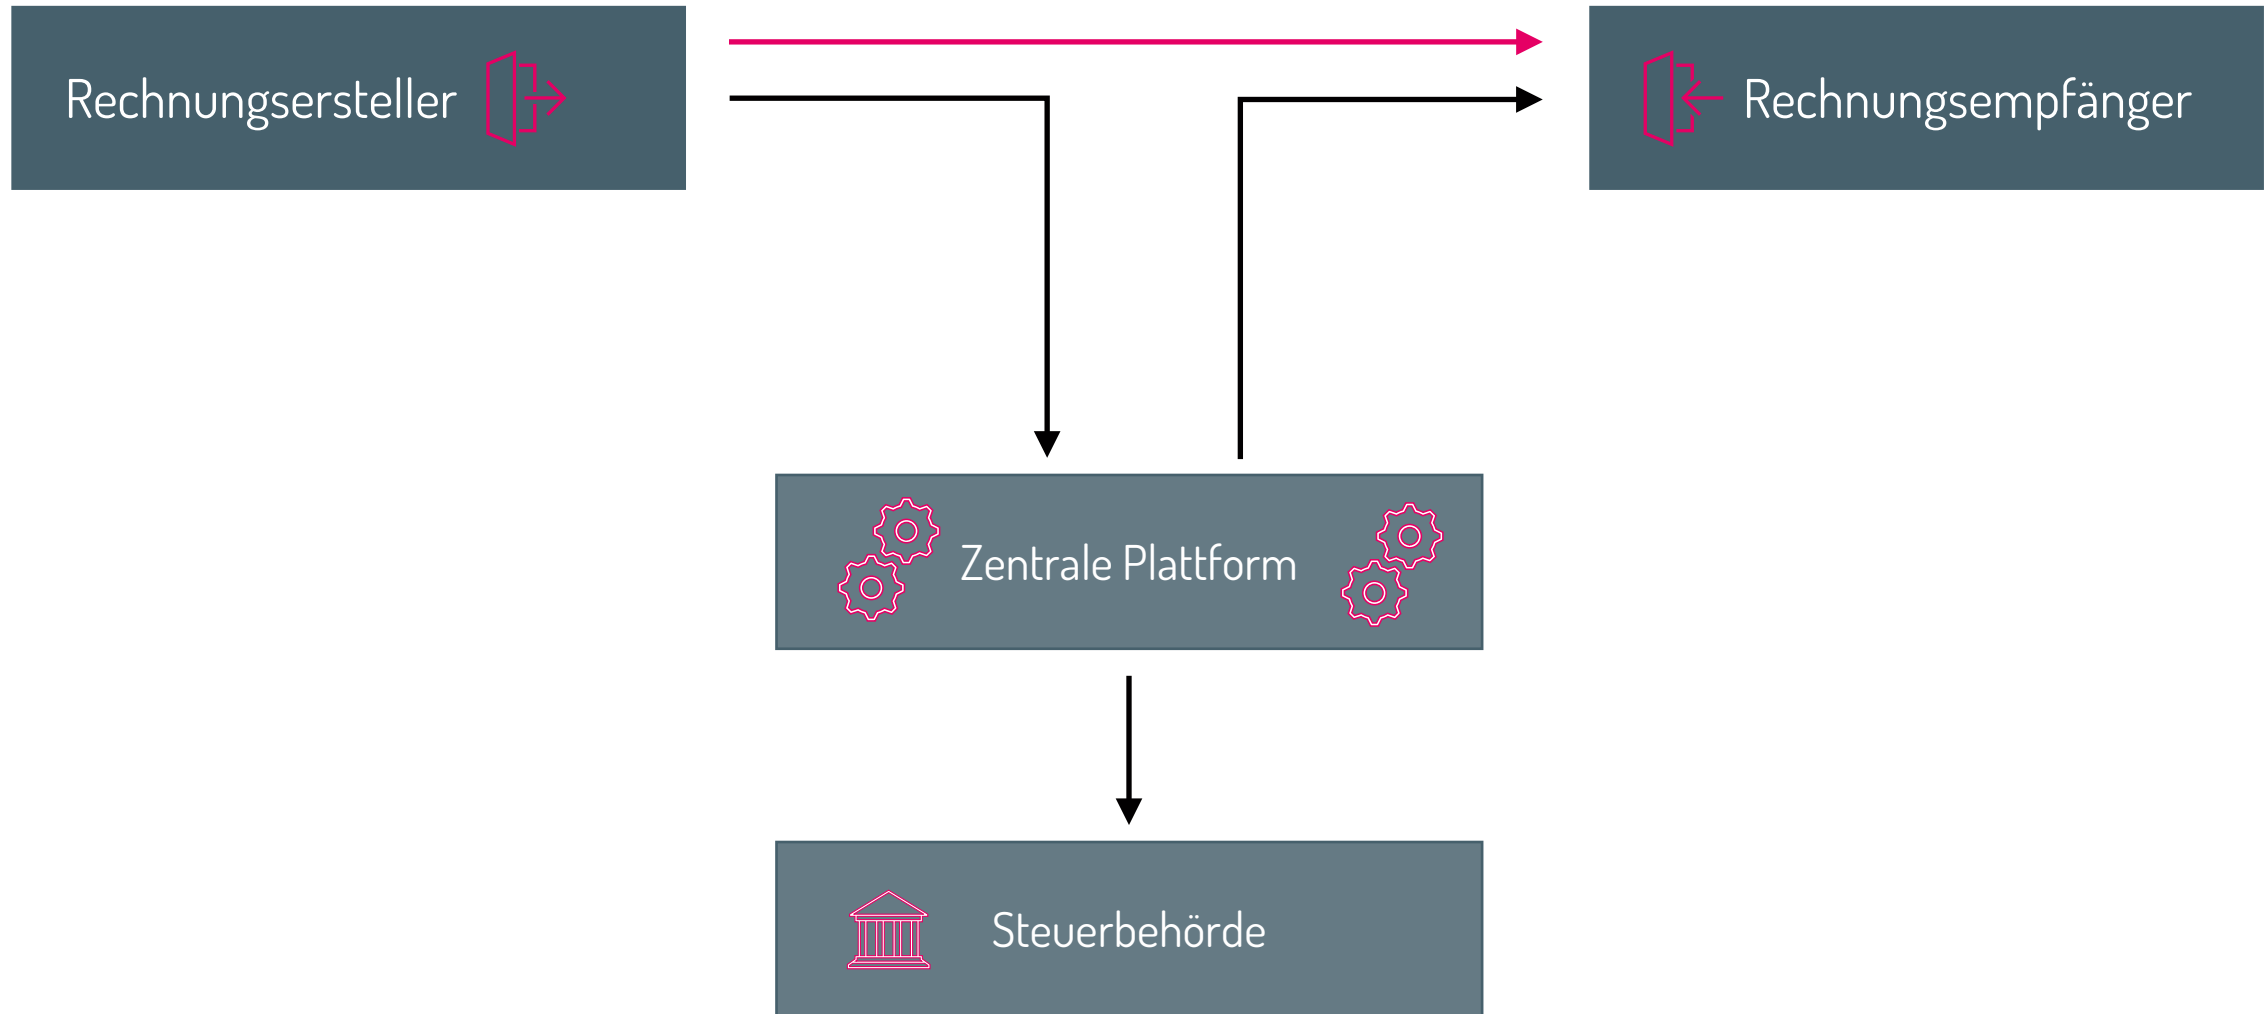 Rechnungsersteller
Rechnungsempfänger
Zentrale Plattform
Steuerbehörde